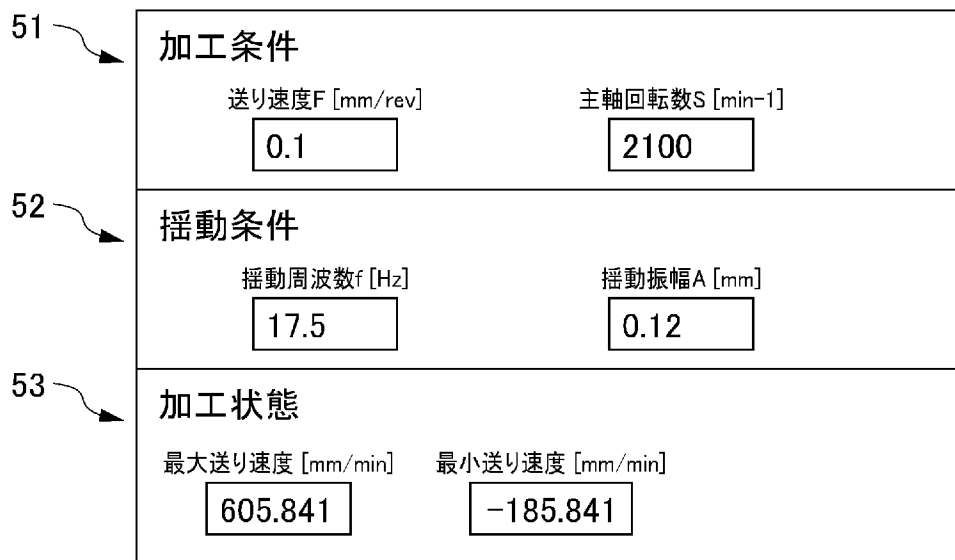 51
加工条件
送り速度F [mm/rev] 主軸回転数S [min-1]
0.1 2100
52
揺動条件
揺動周波数f [Hz] 揺動振幅A [mm]
17.5 0.12
53
加工状態
最大送り速度 [mm/min] 最小送り速度 [mm/min]
605.841 -185.841